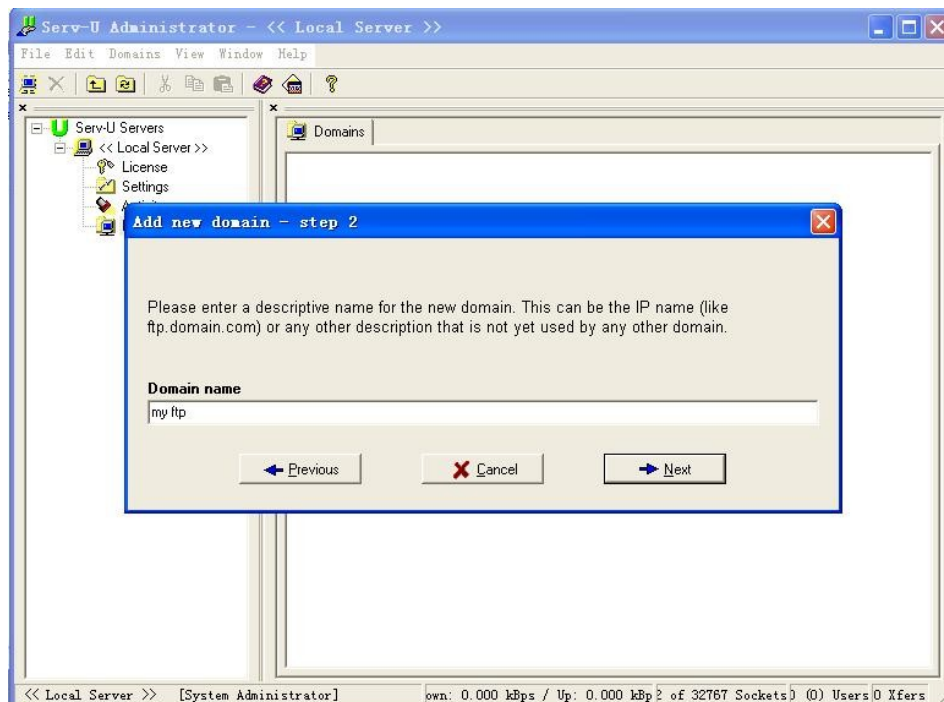 Serv-U Administrator - << Local Server >>
File Edit Domains View Window Help
Serv-U Servers
Domains
<< Local Server >>
License
Settings
Add new domain - step 2
Please enter a descriptive name for the new domain. This can be the IP name (like
ftp.domain.com) or any other description that is not yet used by any other domain.
Domain name
my ftp
Previous Cancel Next
<< Local Server >> [System Administrator] own: 0.000 kBps / Up: 0.000 kBp 2 of 32767 Sockets (0) Users 0 Xfers